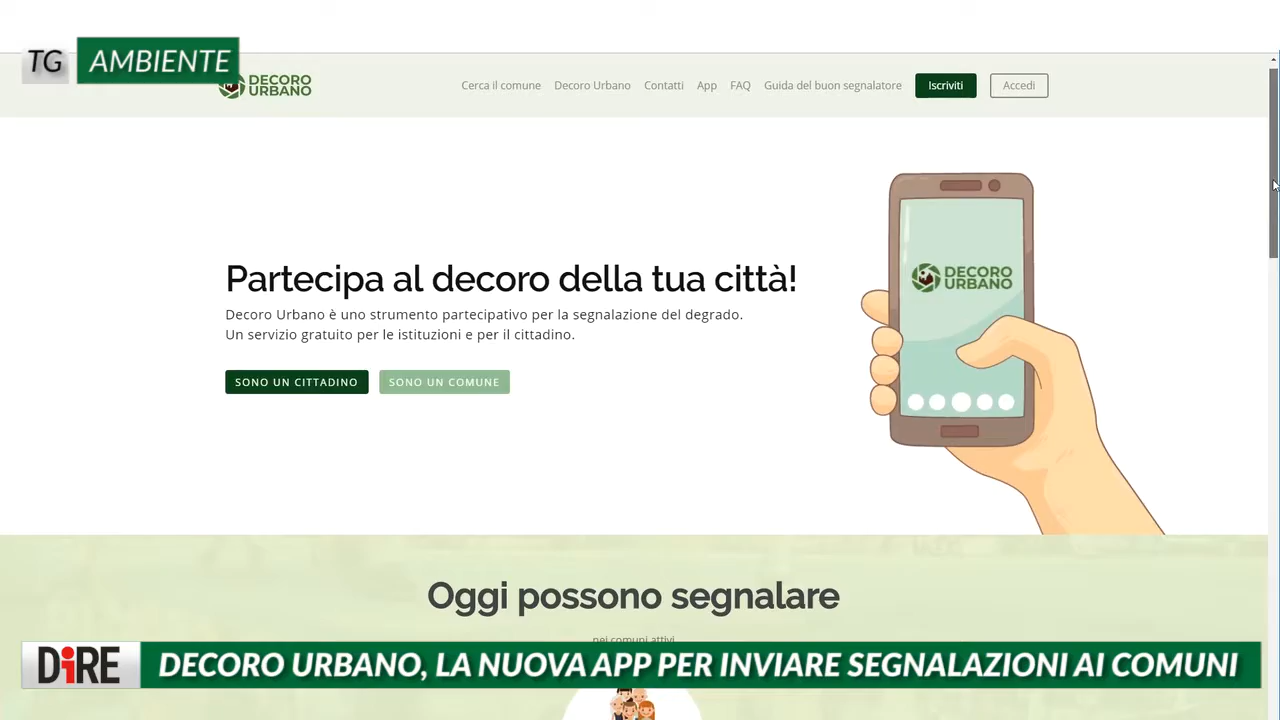 TG AMBIENTE
DECORO
URBANO
Cerca il comune Decoro Urbano Contatti App FAQ Guida del buon segnalatore Iscriviti Accedi
Partecipa al decoro della tua città!
Decoro Urbano è uno strumento partecipativo per la segnalazione del degrado.
Un servizio gratuito per le istituzioni e per il cittadino.
SONO UN CITTADINO SONO UN COMUNE
DECORO
URBANO
Oggi possono segnalare
nei comuni attivi
DiRE DECORO URBANO, LA NUOVA APP PER INVIARE SEGNALAZIONI AI COMUNI